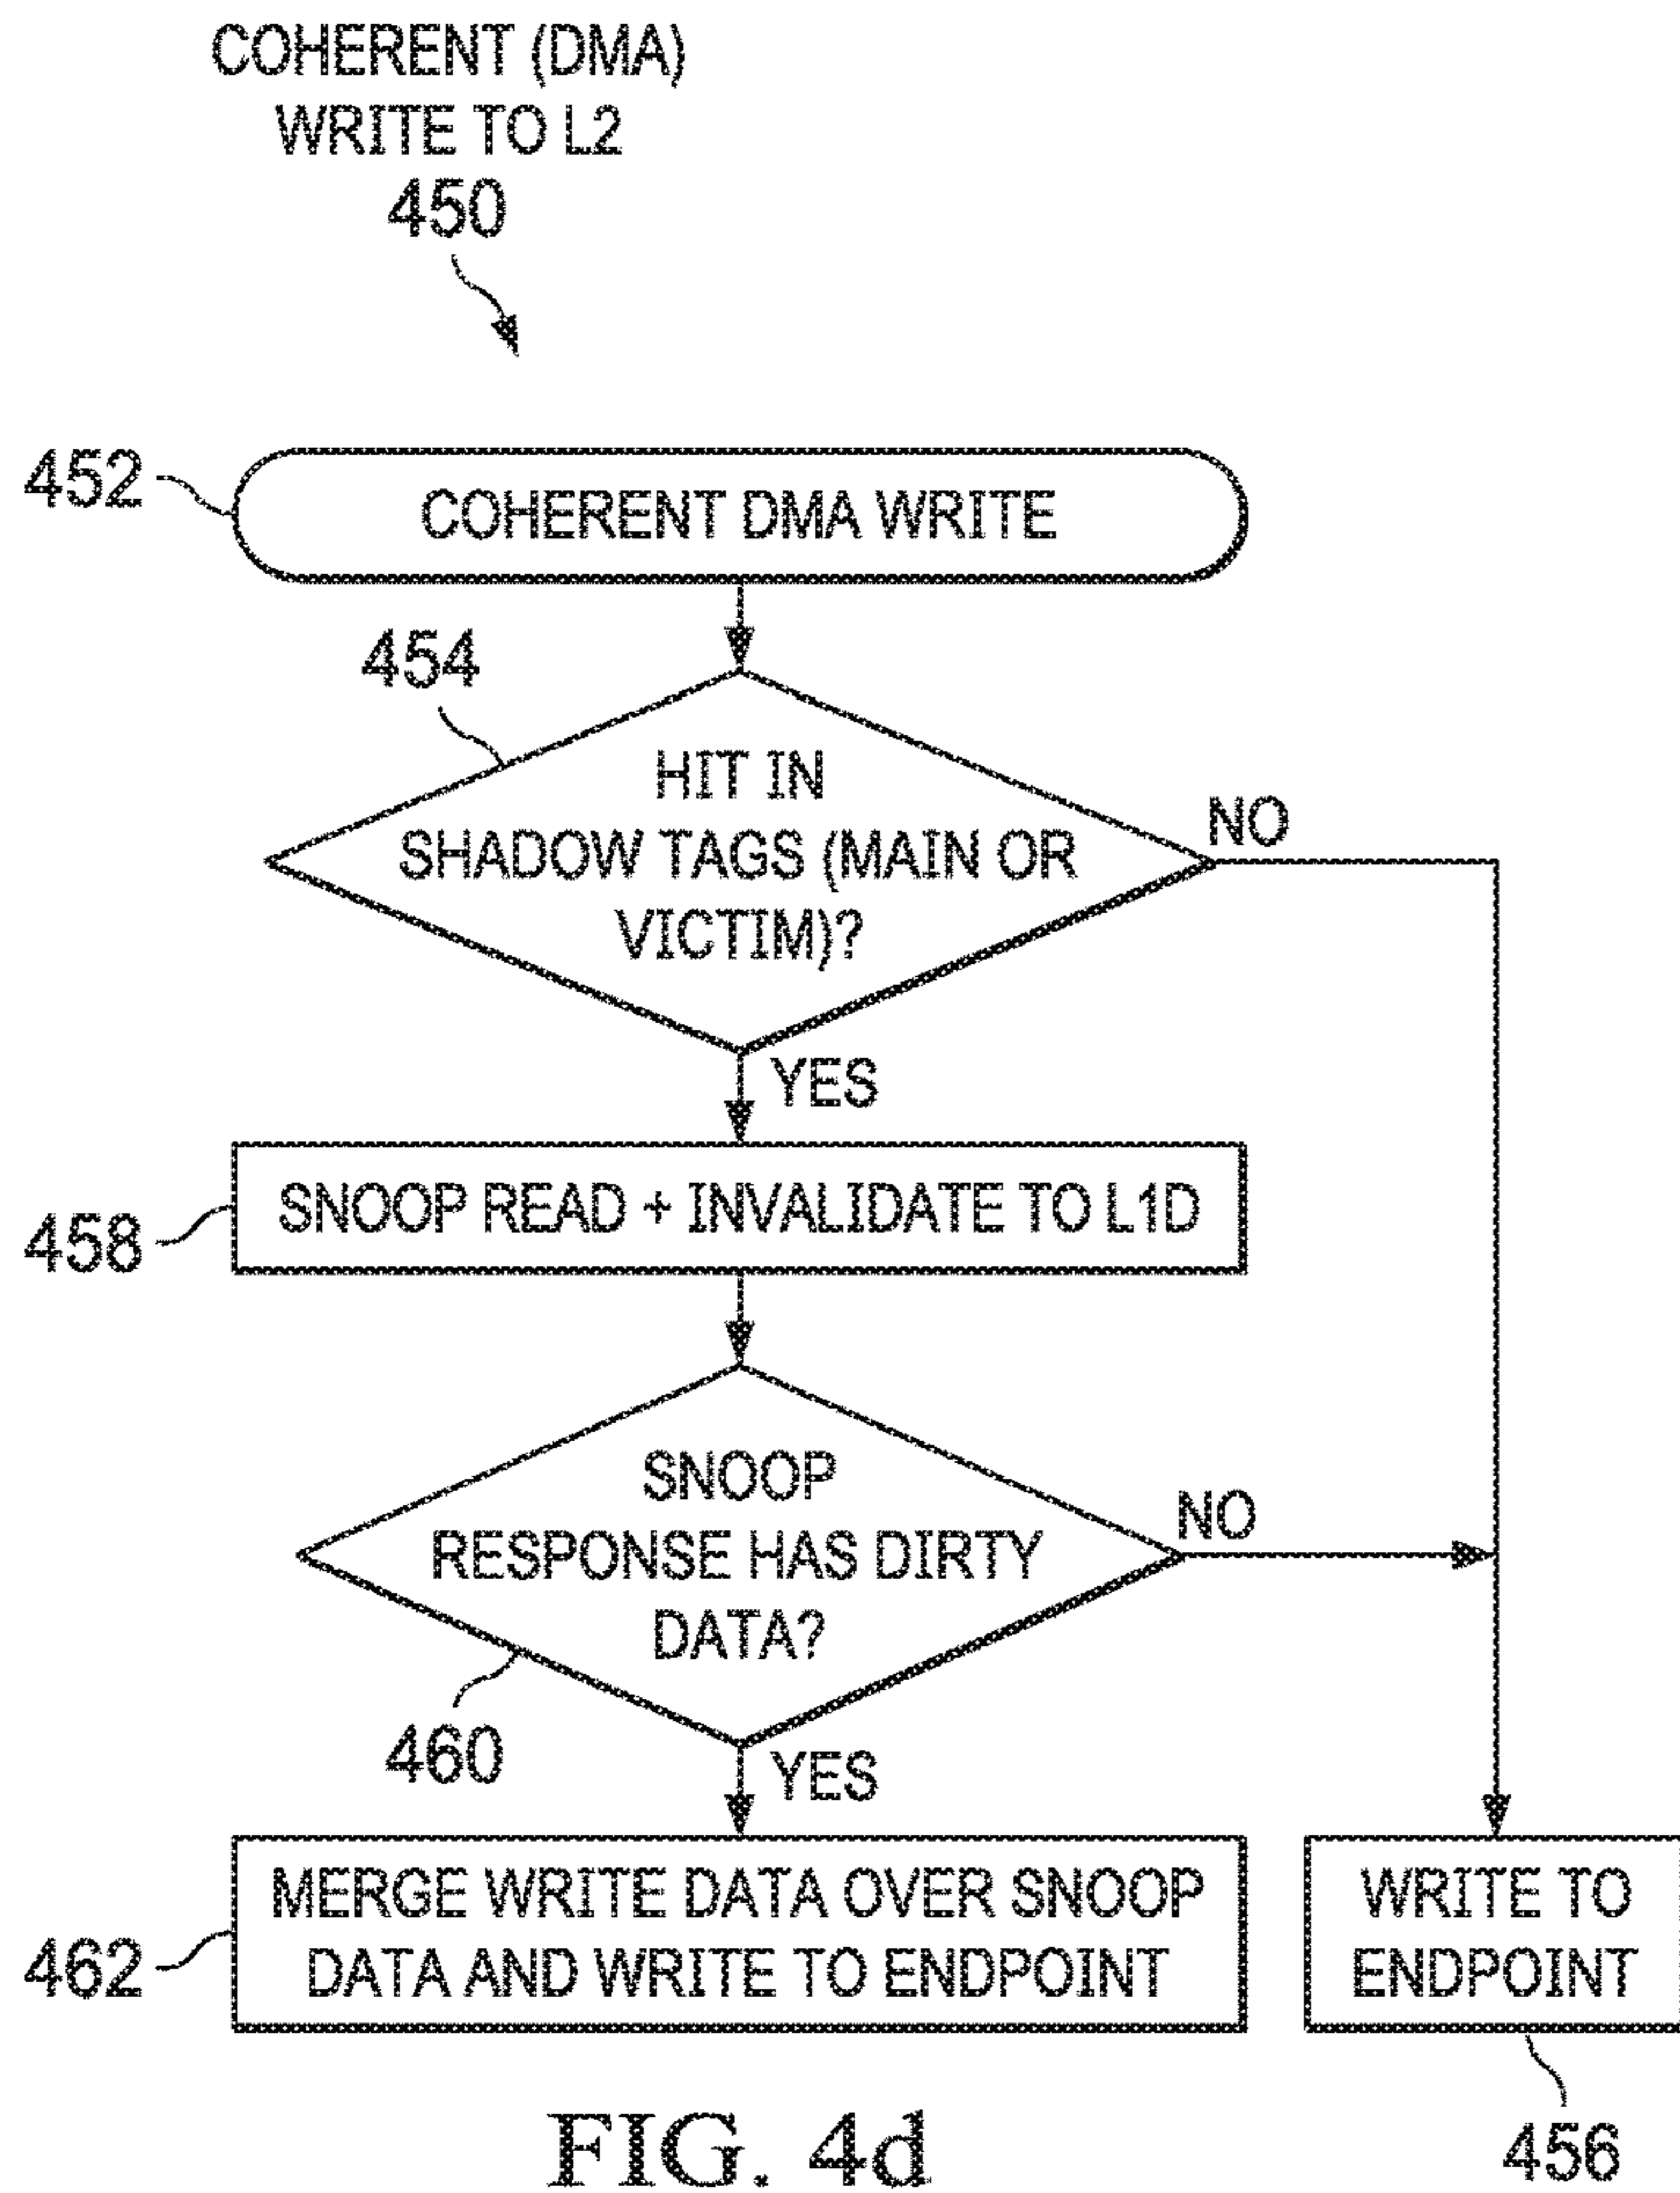 COHERENT (DMA)
WRITE TO L2
450
452
COHERENT DMA WRITE
454
HIT IN
SHADOW TAGS (MAIN OR
VICTIM)?
NO
YES
458
SNOOP READ + INVALIDATE TO L1D
SNOOP
RESPONSE HAS DIRTY
DATA?
NO
460
YES
462
MERGE WRITE DATA OVER SNOOP
DATA AND WRITE TO ENDPOINT
WRITE TO
ENDPOINT
456
FIG. 4d